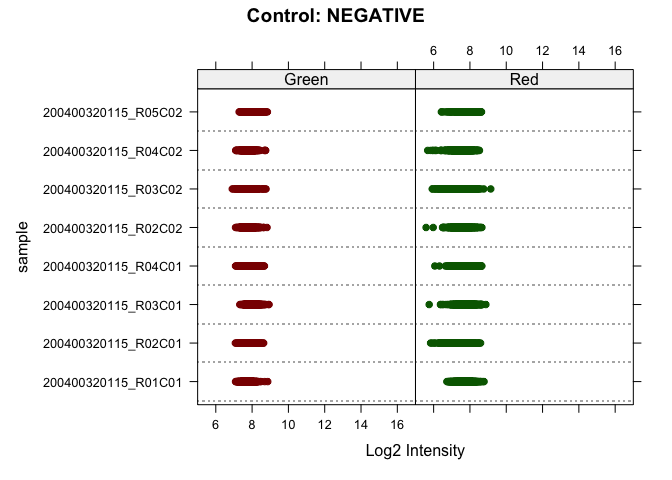 Control: NEGATIVE
6 8 10 12 14 16
Green Red
200400320115_R05C02
200400320115_R04C02
200400320115_R03C02
200400320115_R02C02
200400320115_R04C01
200400320115_R03C01
200400320115_R02C01
200400320115_R01C01
sample
6 8 10 12 14 16
Log2 Intensity